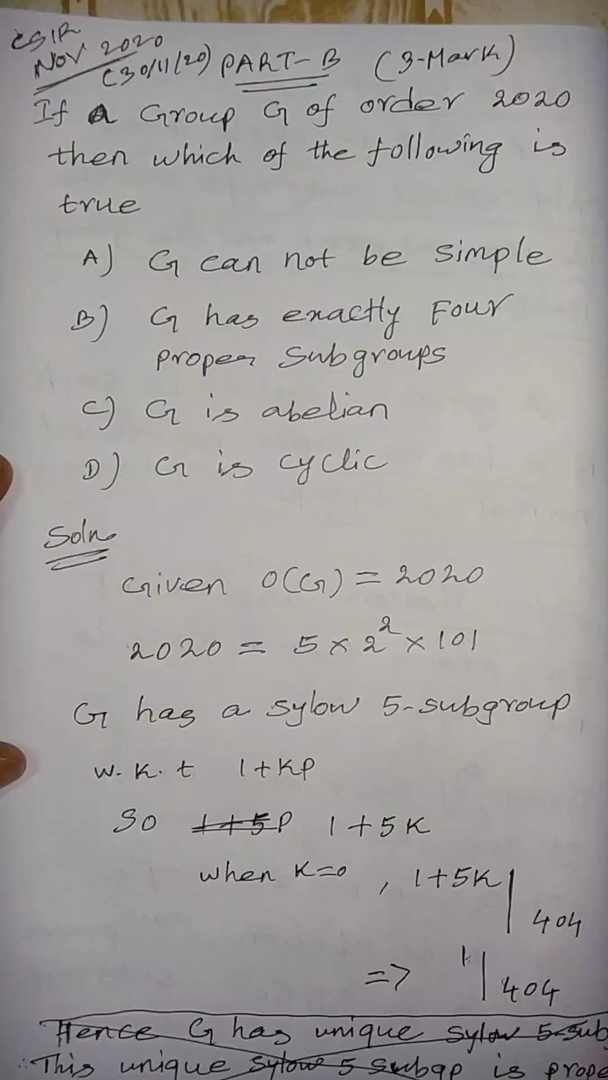 CSIR
NOV 2020
(30/11/20) PART-B (3-Mark)
If a Group G of order 2020
then which of the following is
true
A) G can not be simple
B) G has exactly Four
proper subgroups
C) G is abelian
D) G is cyclic
Soln
Given O(G) = 2020
2020 = 5 × 2² × 101
G has a sylow 5-subgroup
w.k.t 1+kp
So 1+5P 1+5K
when K=0 , 1+5K | 404
=> 1 | 404
Hence G has unique sylow 5-sub
∴ This unique sylow 5 subgp is prope